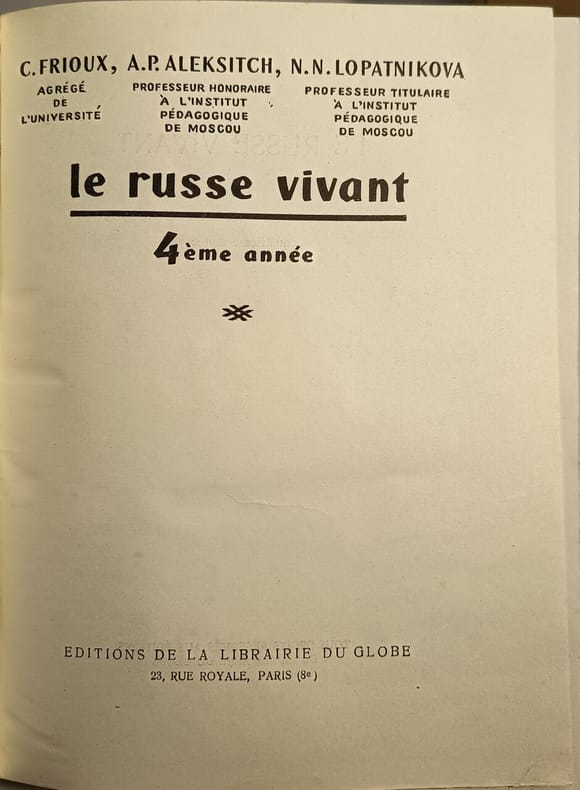 C. FRIOUX, A.P. ALEKSITCH, N.N. LOPATNIKOVA
AGRÉGÉ
DE
L'UNIVERSITÉ
PROFESSEUR HONORAIRE
À L'INSTITUT
PÉDAGOGIQUE
DE MOSCOU
PROFESSEUR TITULAIRE
À L'INSTITUT
PÉDAGOGIQUE
DE MOSCOU
le russe vivant
4ème année
EDITIONS DE LA LIBRAIRIE DU GLOBE
23, RUE ROYALE, PARIS (8e)